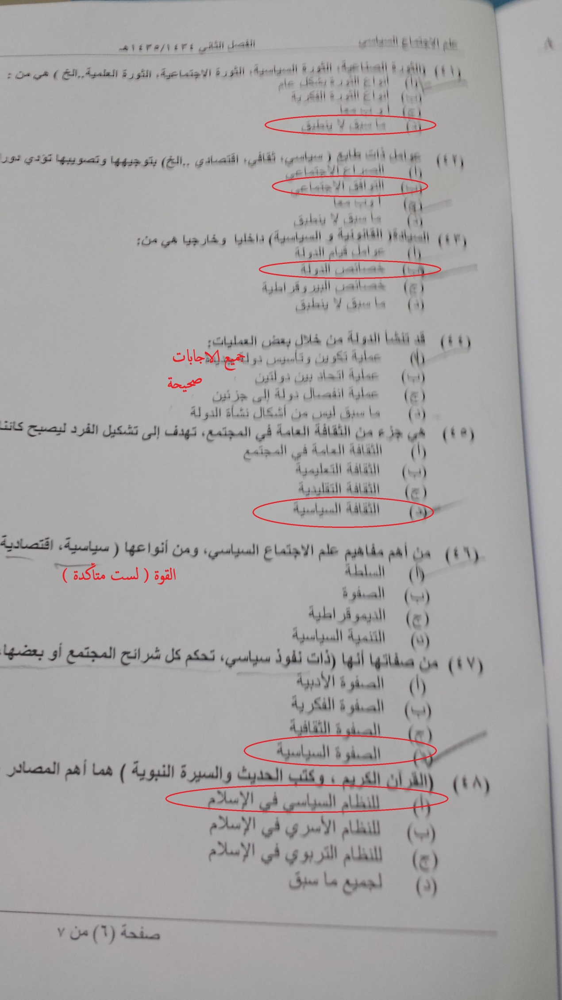 علم الاجتماع السياسي الفصل الثاني ١٤٣٤/١٤٣٥هـ
(٤١) (الثورة الصناعية، الثورة السياسية، الثورة الاجتماعية، الثورة العلمية..الخ ) هي من :
(أ) أنواع الثورة بشكل عام
(ب) أنواع الثورة الفكرية
(ج) أ و ب معا
(د) ما سبق لا ينطبق
(٤٢) عوامل ذات طابع ( سياسي، ثقافي، اقتصادي ..الخ) بتوجيهها وتصويبها تؤدي دورا
(أ) الصراع الاجتماعي
(ب) التوافق الاجتماعي
(ج) أ وب معا
(د) ما سبق لا ينطبق
(٤٣) السيادة( القانونية و السياسية) داخليا وخارجيا هي من:
(أ) عوامل قيام الدولة
(ب) خصائص الدولة
(ج) خصائص البيروقراطية
(د) ما سبق لا ينطبق
(٤٤) قد تنشأ الدولة من خلال بعض العمليات:
(أ) عملية تكوين وتأسيس دولة جديدة
جميع الاجابات
(ب) عملية اتحاد بين دولتين
صحيحة
(ج) عملية انفصال دولة إلى جزئين
(د) ما سبق ليس من أشكال نشأة الدولة
(٤٥) هي جزء من الثقافة العامة في المجتمع، تهدف إلى تشكيل الفرد ليصبح كائنا
(أ) الثقافة العامة في المجتمع
(ب) الثقافة التعليمية
(ج) الثقافة التقليدية
(د) الثقافة السياسية
(٤٦) من أهم مفاهيم علم الاجتماع السياسي، ومن أنواعها ( سياسية، اقتصادية
(أ) السلطة
القوة ( لست متأكدة )
(ب) الصفوة
(ج) الديموقراطية
(د) التنمية السياسية
(٤٧) من صفاتها أنها (ذات نفوذ سياسي، تحكم كل شرائح المجتمع أو بعضها،
(أ) الصفوة الأدبية
(ب) الصفوة الفكرية
(ج) الصفوة الثقافية
(د) الصفوة السياسية
(٤٨) (القرآن الكريم ، وكتب الحديث والسيرة النبوية ) هما أهم المصادر
(أ) للنظام السياسي في الإسلام
(ب) للنظام الأسري في الإسلام
(ج) للنظام التربوي في الإسلام
(د) لجميع ما سبق
صفحة (٦) من ٧